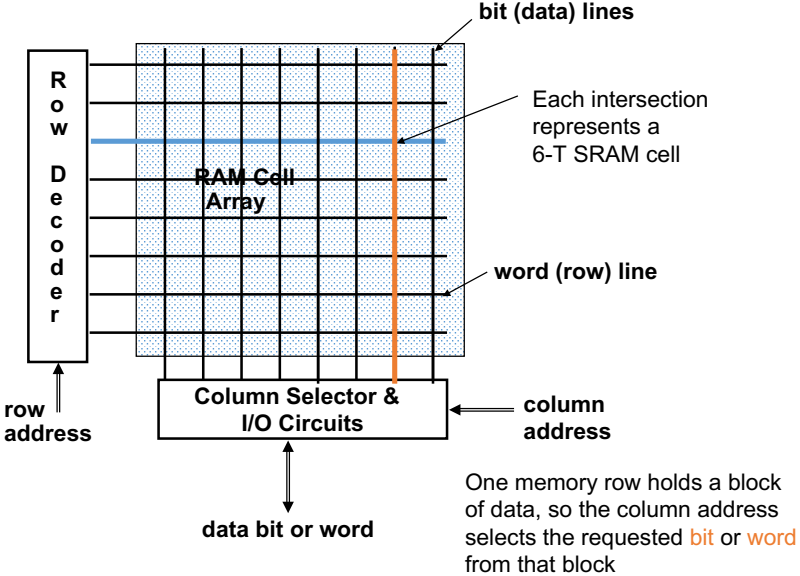 bit (data) lines
Row Decoder
Each intersection
represents a
6-T SRAM cell
RAM Cell
Array
word (row) line
Column Selector &
I/O Circuits
row
address
column
address
data bit or word
One memory row holds a block
of data, so the column address
selects the requested bit or word
from that block